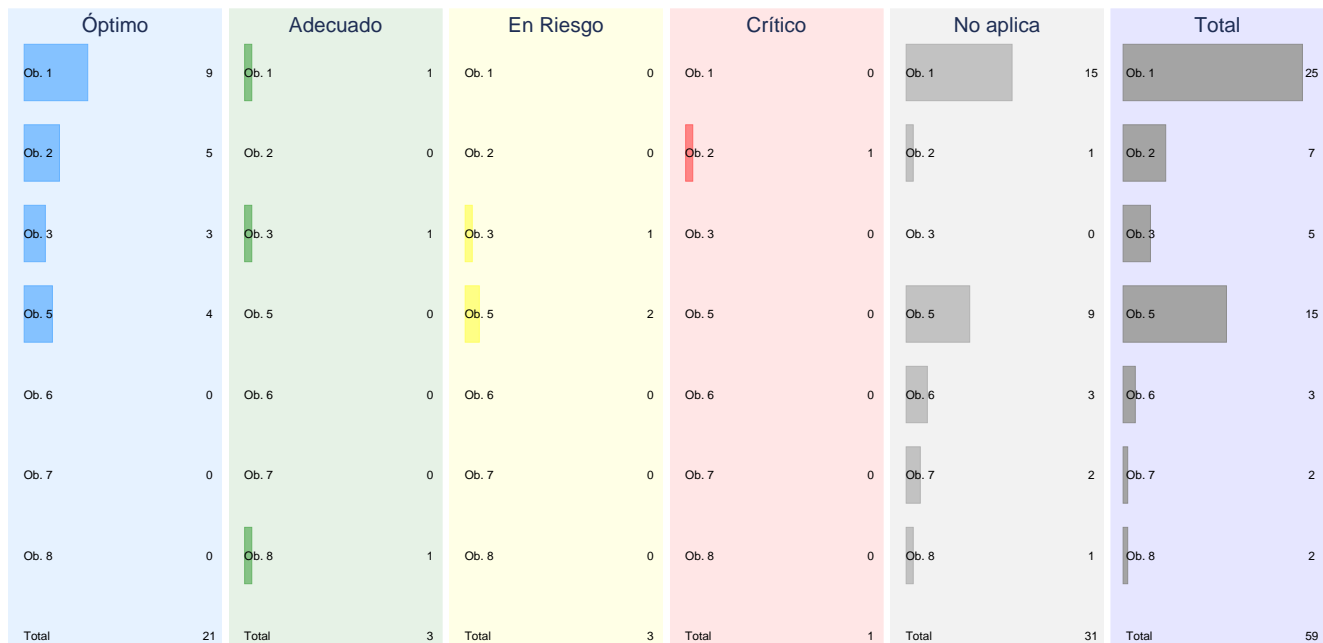 Óptimo Adecuado En Riesgo Crítico No aplica Total
Ob. 1 9 Ob. 1 1 Ob. 1 0 Ob. 1 0 Ob. 1 15 Ob. 1 25
Ob. 2 5 Ob. 2 0 Ob. 2 0 Ob. 2 1 Ob. 2 1 Ob. 2 7
Ob. 3 3 Ob. 3 1 Ob. 3 1 Ob. 3 0 Ob. 3 0 Ob. 3 5
Ob. 5 4 Ob. 5 0 Ob. 5 2 Ob. 5 0 Ob. 5 9 Ob. 5 15
Ob. 6 0 Ob. 6 0 Ob. 6 0 Ob. 6 0 Ob. 6 3 Ob. 6 3
Ob. 7 0 Ob. 7 0 Ob. 7 0 Ob. 7 0 Ob. 7 2 Ob. 7 2
Ob. 8 0 Ob. 8 1 Ob. 8 0 Ob. 8 0 Ob. 8 1 Ob. 8 2
Total 21 Total 3 Total 3 Total 1 Total 31 Total 59